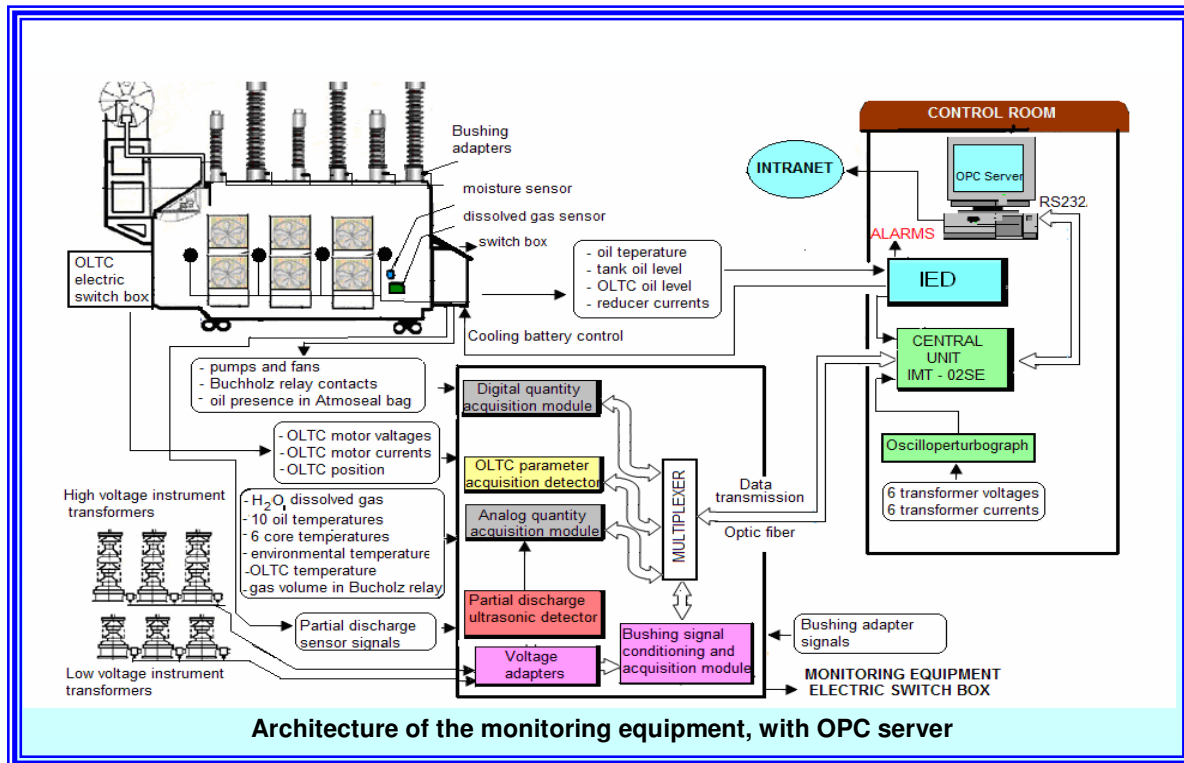 CONTROL ROOM
Bushing
adapters
INTRANET
OPC Server
moisture sensor
RS232
dissolved gas sensor
ALARMS
switch box
OLTC
electric
switch box
- oil teperature
- tank oil level
- OLTC oil level
- reducer currents
IED
Cooling battery control
CENTRAL
UNIT
IMT - 02SE
- pumps and fans
- Buchholz relay contacts
- oil presence in Atmoseal bag
Digital quantity
acquisition module
- OLTC motor valtages
- OLTC motor currents
- OLTC position
Oscilloperturbograph
OLTC parameter
acquisition detector
MULTIPLEXER
Data
transmission
Optic fiber
6 transformer voltages
6 transformer currents
High voltage instrument
transformers
- H2O, dissolved gas
- 10 oil temperatures
- 6 core temperatures
- environmental temperature
- OLTC temperature
- gas volume in Bucholz relay
Analog quantity
acquisition module
Partial discharge
ultrasonic detector
Partial discharge
sensor signals
Bushing signal
conditioning and
acquisition module
Bushing adapter
signals
Voltage
adapters
Low voltage instrument
transformers
MONITORING EQUIPMENT
ELECTRIC SWITCH BOX
Architecture of the monitoring equipment, with OPC server